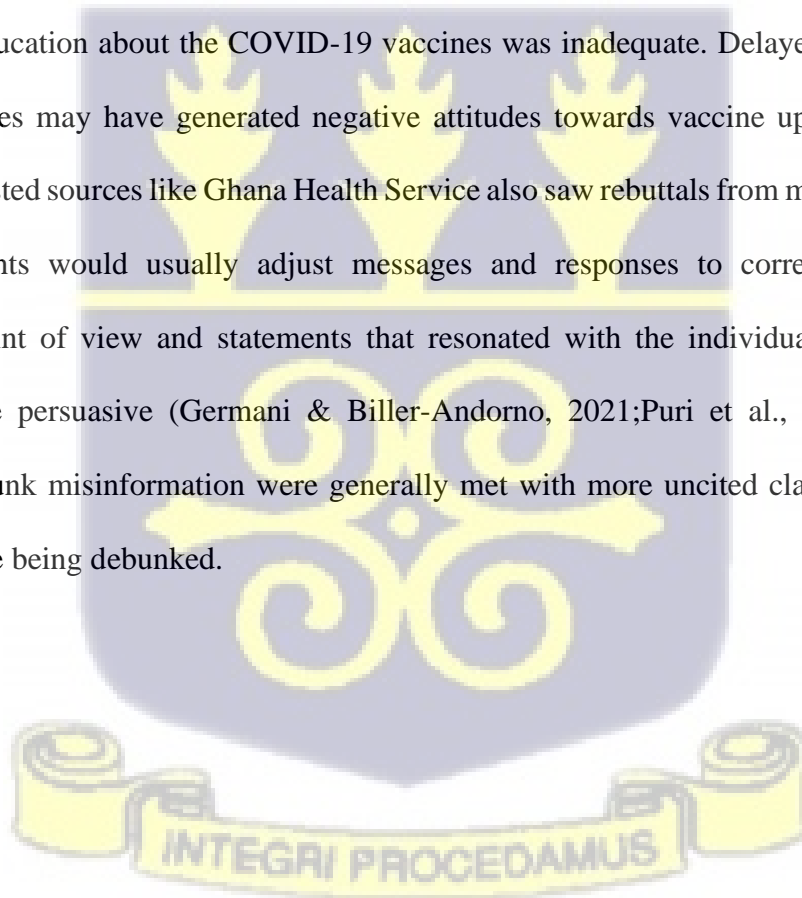 ucation about the COVID-19 vaccines was inadequate. Delaye
es may have generated negative attitudes towards vaccine up
sted sources like Ghana Health Service also saw rebuttals from m
nts would usually adjust messages and responses to corre
int of view and statements that resonated with the individua
e persuasive (Germani & Biller-Andorno, 2021;Puri et al.,
unk misinformation were generally met with more uncited cla
e being debunked.
INTEGRI PROCEDAMUS